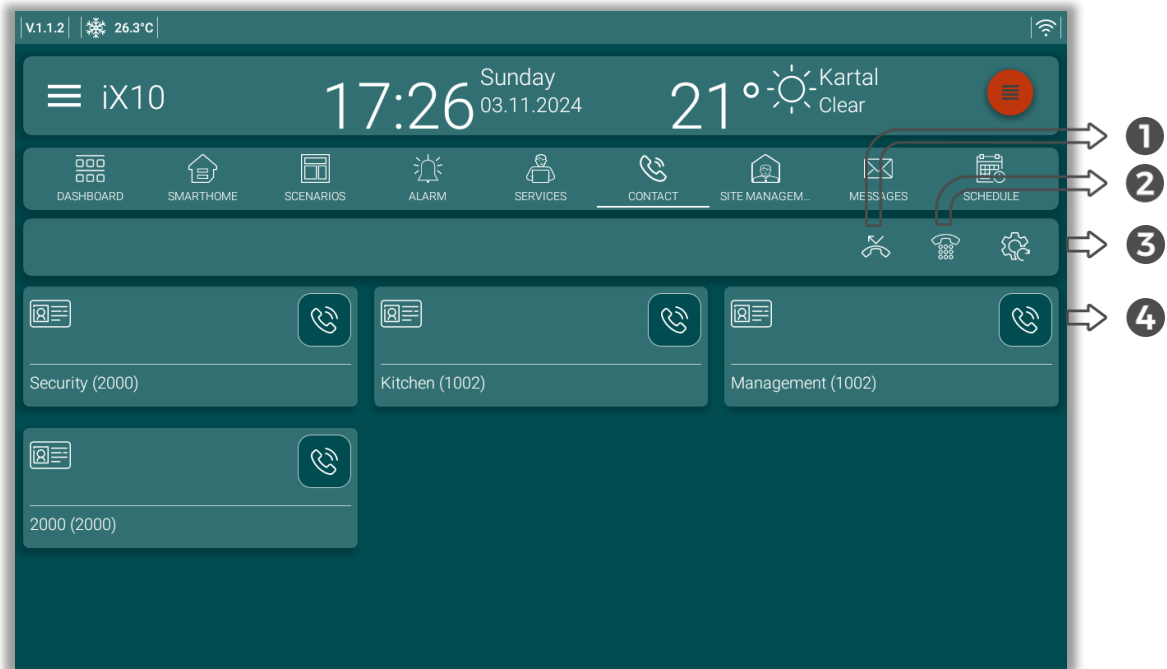 V.1.1.2 26.3°C
iX10
17:26
Sunday
03.11.2024
21°
Kartal
Clear
1
DASHBOARD SMARTHOME SCENARIOS ALARM SERVICES CONTACT SITE MANAGEM... MESSAGES SCHEDULE
2
3
4
Security (2000) Kitchen (1002) Management (1002)
2000 (2000)